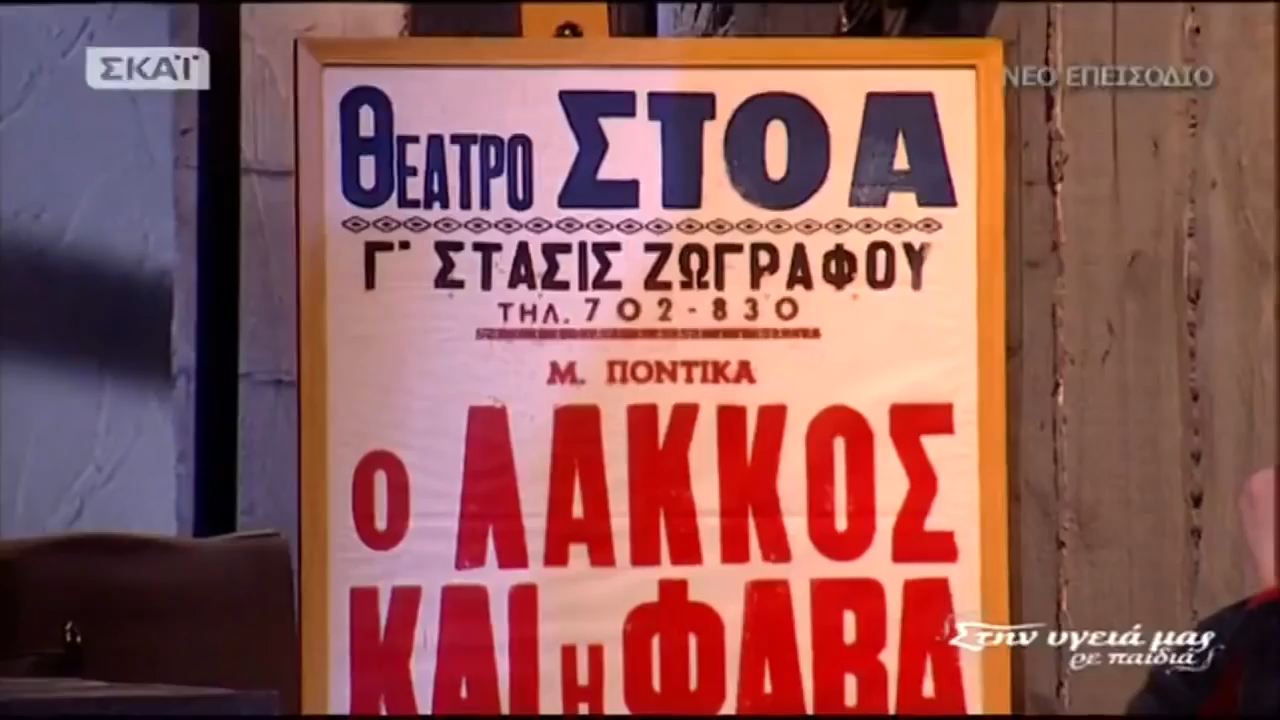 ΣΚΑΪ
ΝΕΟ ΕΠΕΙΣΟΔΙΟ
ΘΕΑΤΡΟ ΣΤΟΑ
Γ' ΣΤΑΣΙΣ ΖΩΓΡΑΦΟΥ
ΤΗΛ. 702-830
Μ. ΠΟΝΤΙΚΑ
Ο ΛΑΚΚΟΣ
ΚΑΙ Η ΦΑΒΑ
Στην υγειά μας
ρε παιδιά